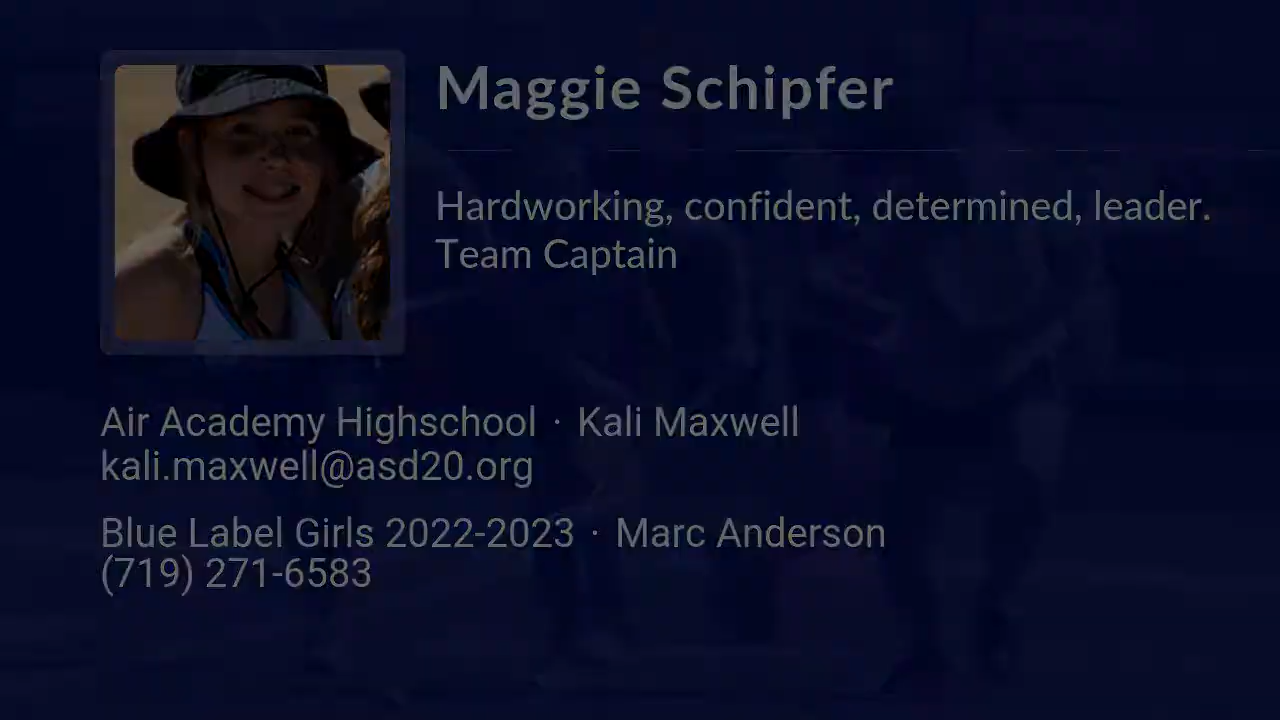 Maggie Schipfer
Hardworking, confident, determined, leader.
Team Captain
Air Academy Highschool · Kali Maxwell
kali.maxwell@asd20.org
Blue Label Girls 2022-2023 · Marc Anderson
(719) 271-6583